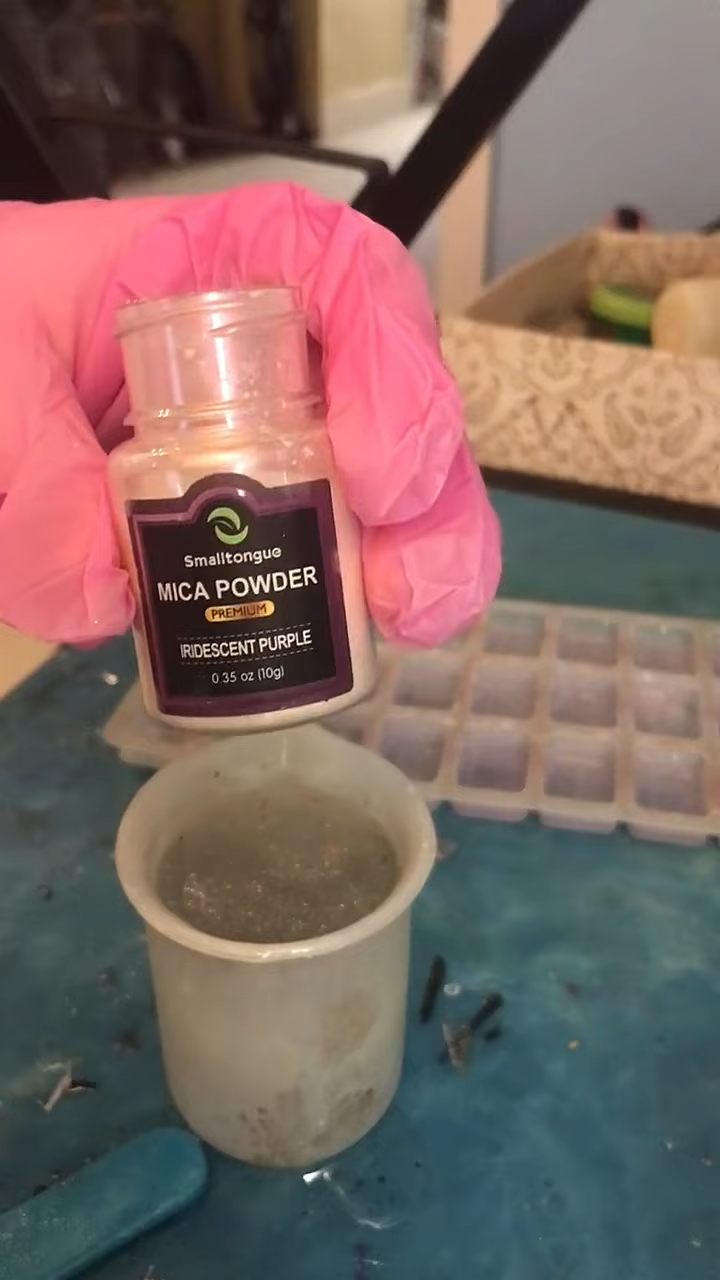 Smalltongue
MICA POWDER
PREMIUM
IRIDESCENT PURPLE
0.35 oz (10g)